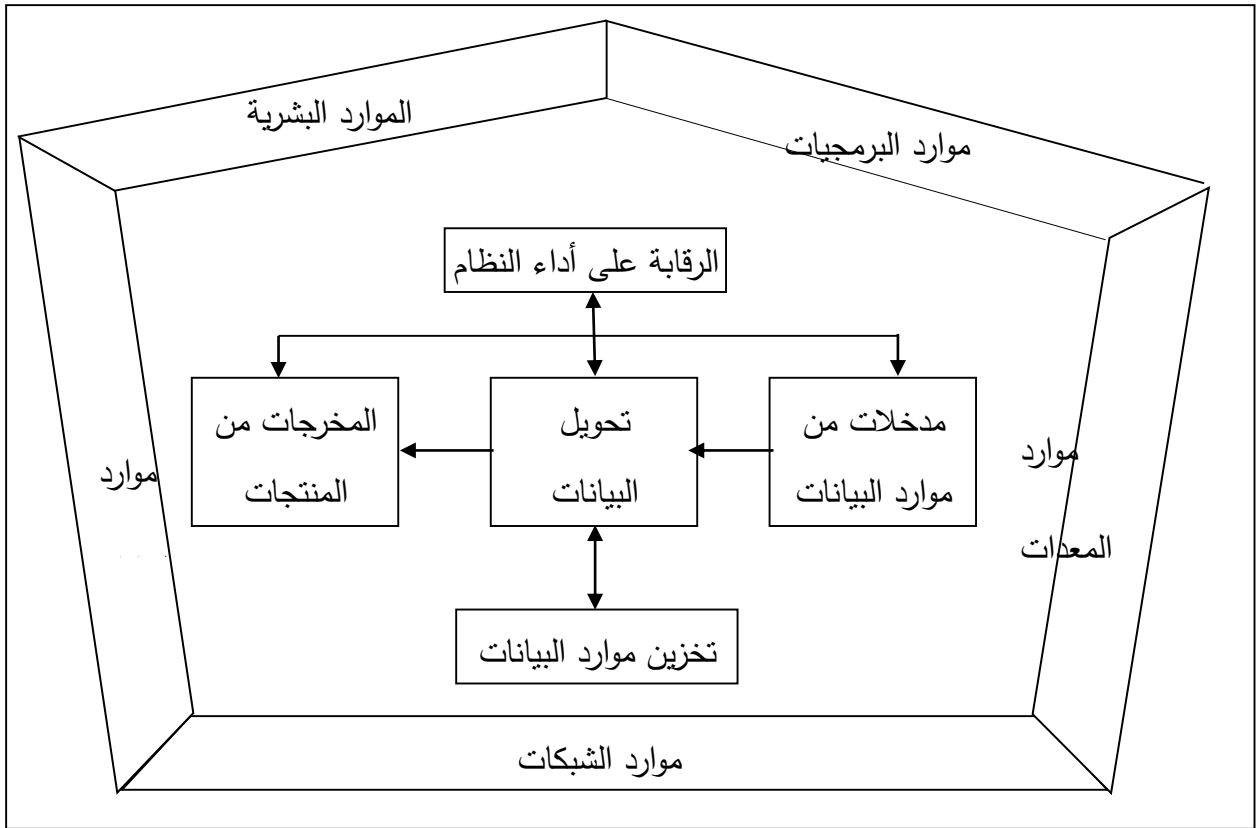 الموارد البشرية
موارد البرمجيات
الرقابة على أداء النظام
مدخلات من
موارد البيانات
تحويل
البيانات
المخرجات من
المنتجات
موارد
المعدات
موارد
تخزين موارد البيانات
موارد الشبكات